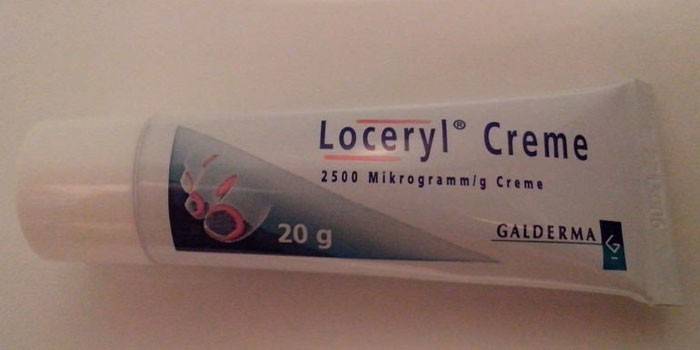 Loceryl® Creme
2500 Mikrogramm/g Creme
20 g
GALDERMA